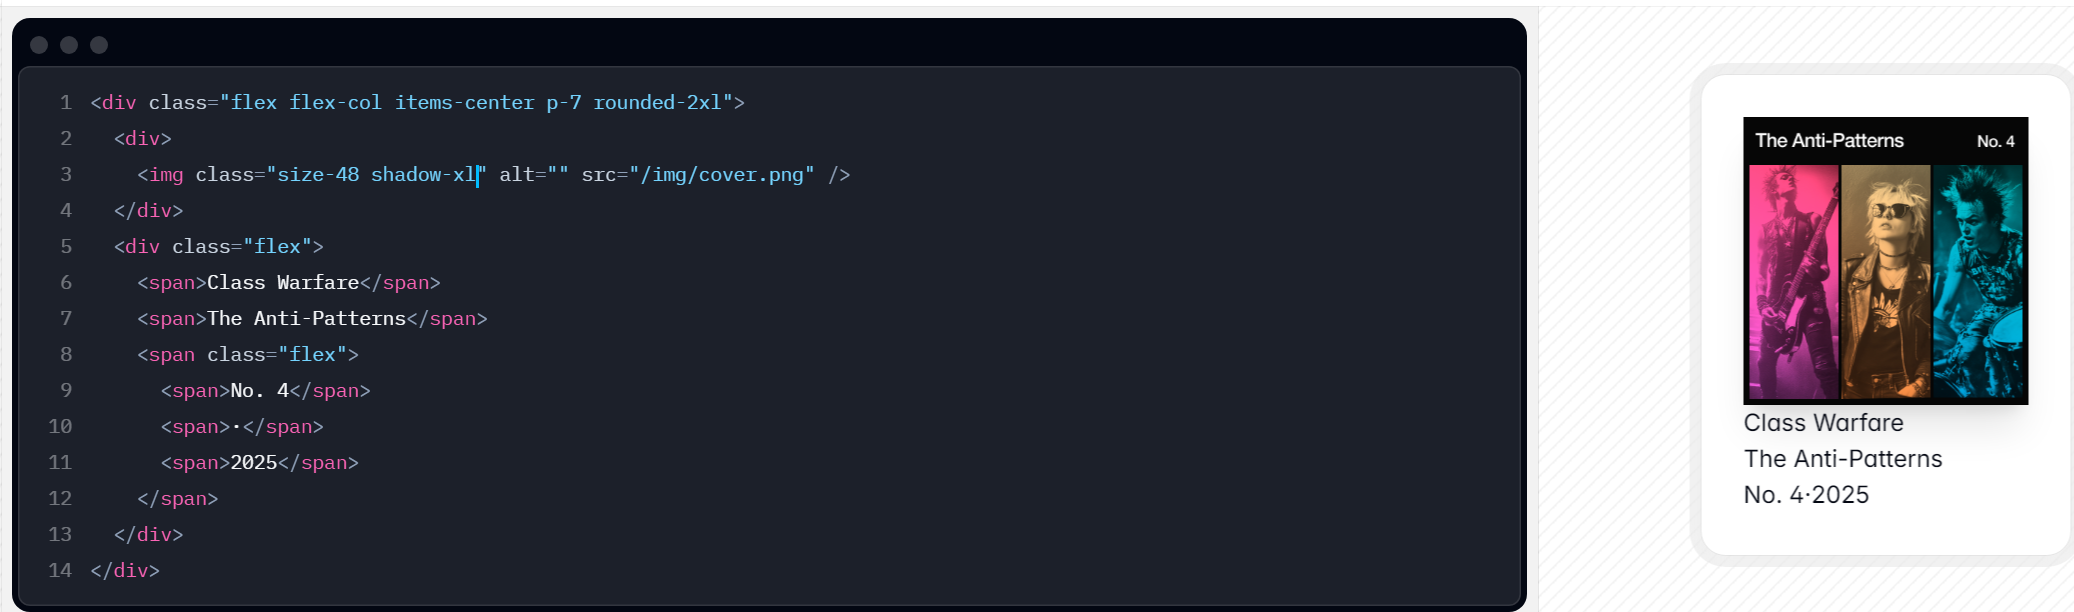 1 <div class="flex flex-col items-center p-7 rounded-2xl">
2   <div>
3     <img class="size-48 shadow-xl" alt="" src="/img/cover.png" />
4   </div>
5   <div class="flex">
6     <span>Class Warfare</span>
7     <span>The Anti-Patterns</span>
8     <span class="flex">
9       <span>No. 4</span>
10       <span>·</span>
11       <span>2025</span>
12     </span>
13   </div>
14 </div>
The Anti-Patterns No. 4
Class Warfare
The Anti-Patterns
No. 4·2025